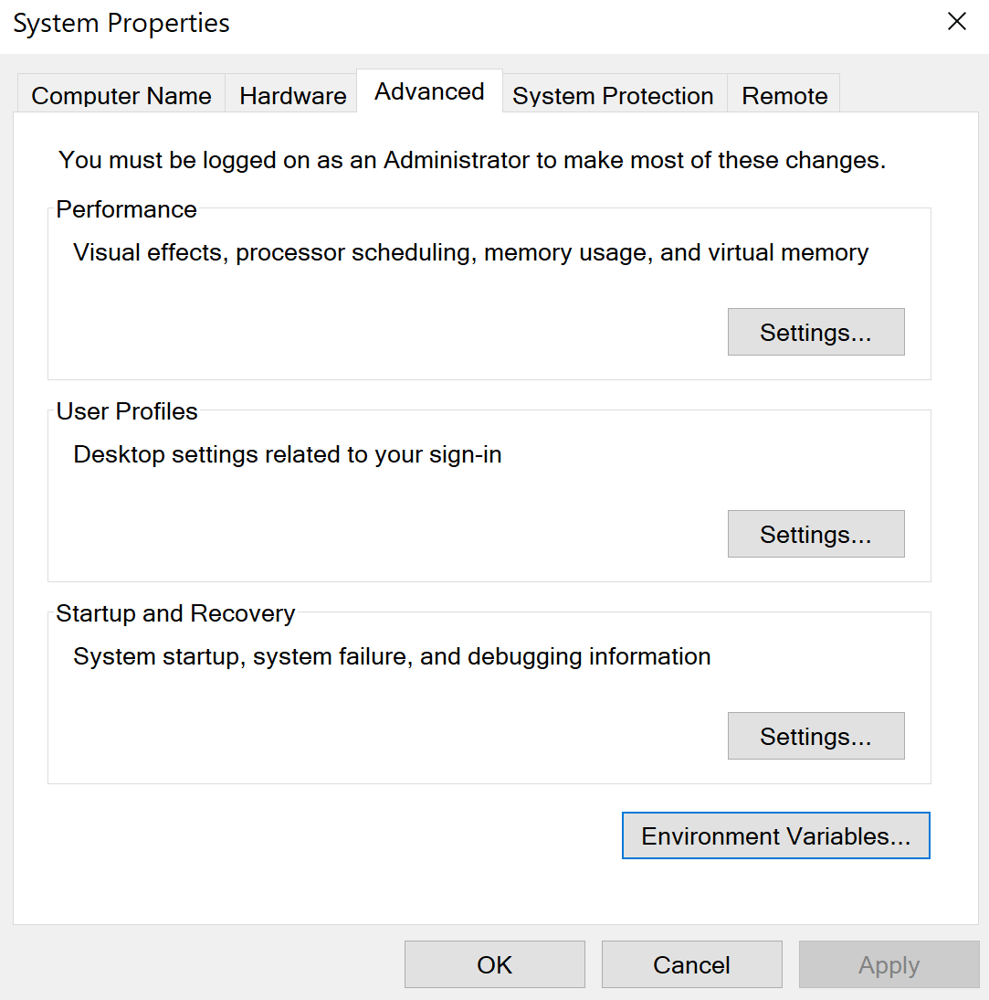 System Properties
Computer Name Hardware Advanced System Protection Remote
You must be logged on as an Administrator to make most of these changes.
Performance
Visual effects, processor scheduling, memory usage, and virtual memory
Settings...
User Profiles
Desktop settings related to your sign-in
Settings...
Startup and Recovery
System startup, system failure, and debugging information
Settings...
Environment Variables...
OK Cancel Apply